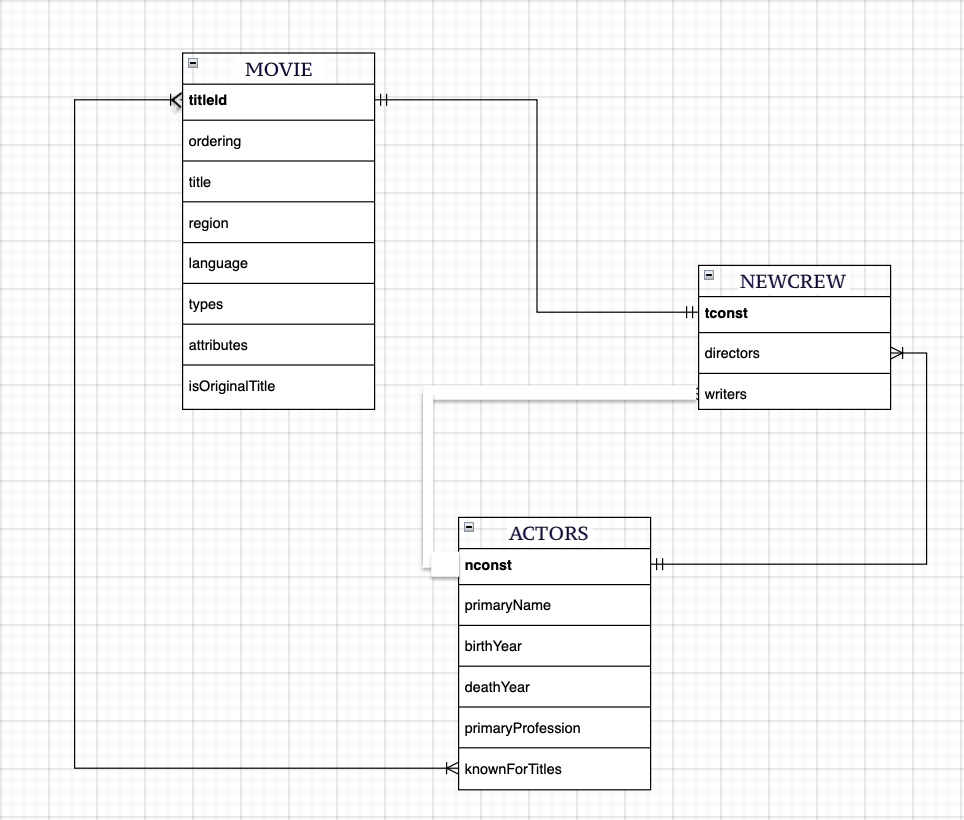 MOVIE
titleId
ordering
title
region
language
types
attributes
isOriginalTitle
NEWCREW
tconst
directors
writers
ACTORS
nconst
primaryName
birthYear
deathYear
primaryProfession
knownForTitles